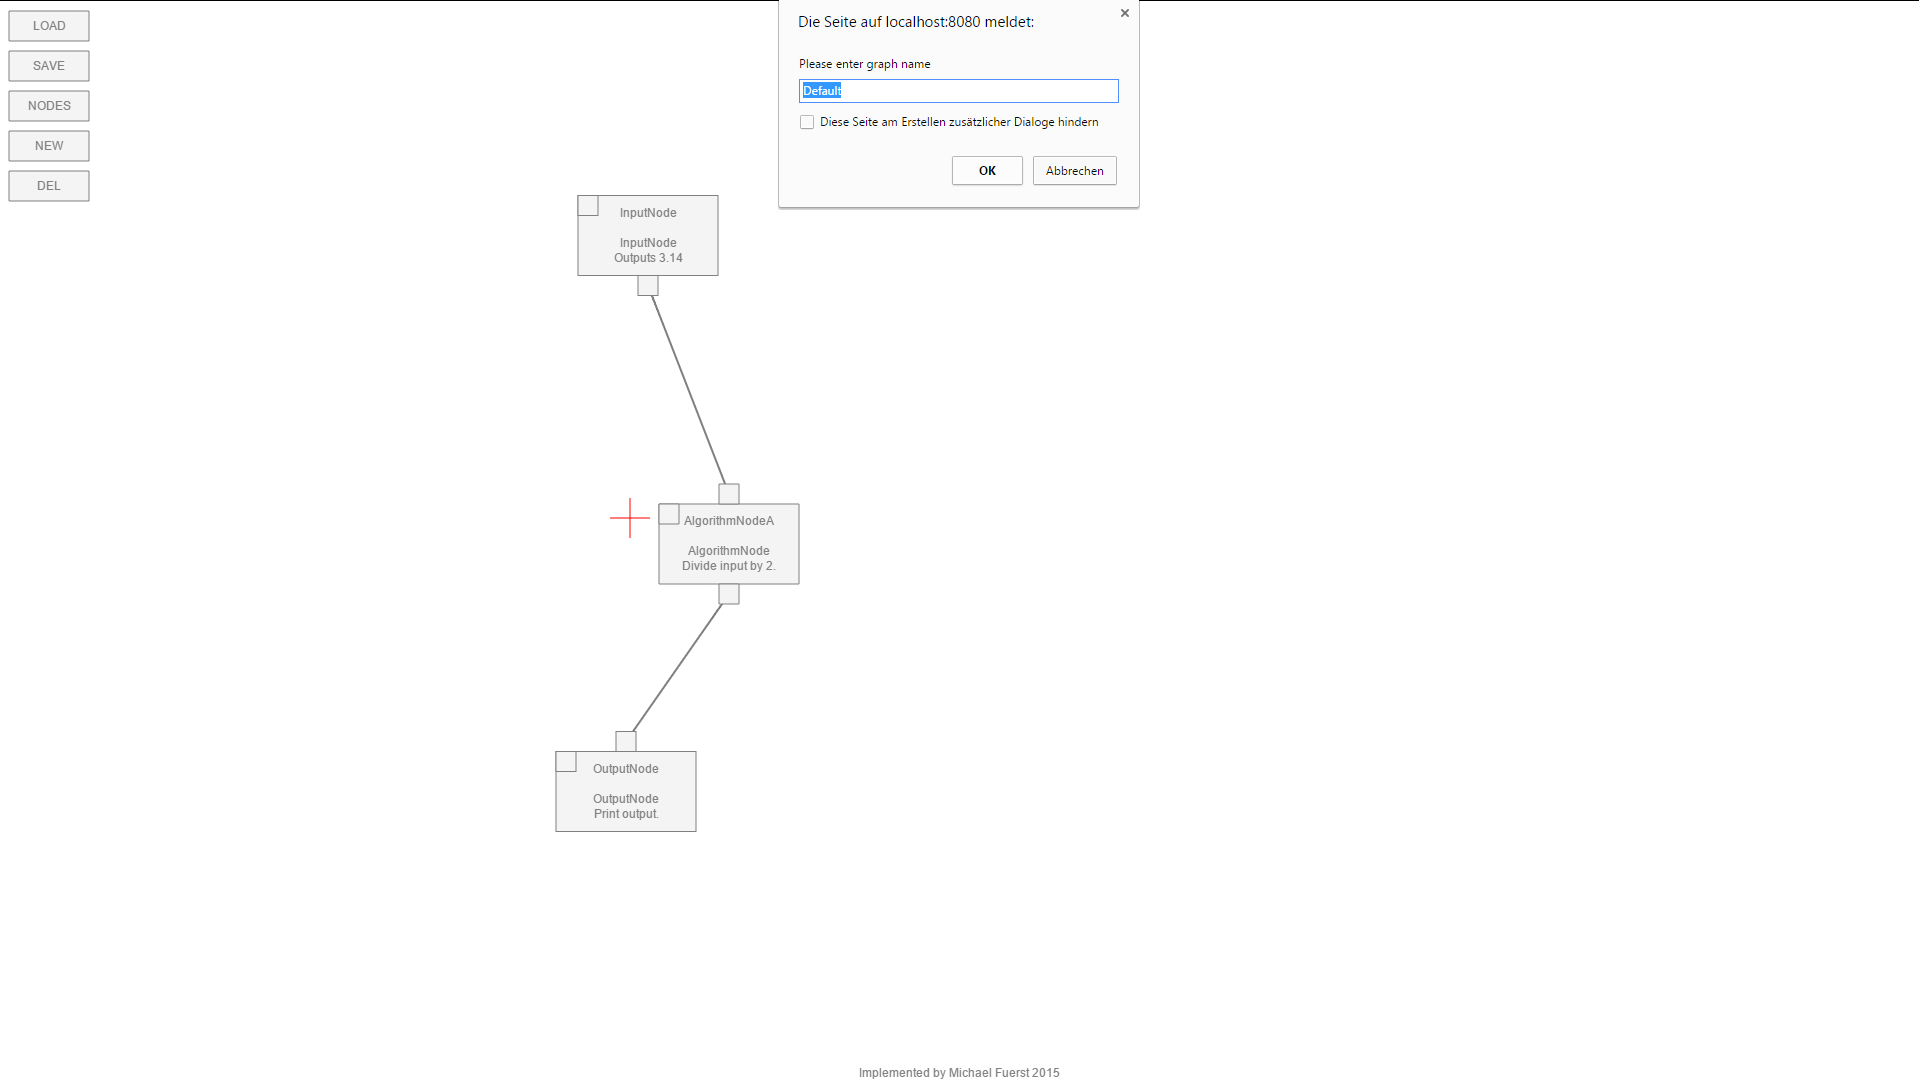 LOAD
SAVE
NODES
NEW
DEL
Die Seite auf localhost:8080 meldet:
Please enter graph name
Default
Diese Seite am Erstellen zusätzlicher Dialoge hindern
OK
Abbrechen
InputNode
InputNode
Outputs 3.14
AlgorithmNodeA
AlgorithmNode
Divide input by 2.
OutputNode
OutputNode
Print output.
Implemented by Michael Fuerst 2015